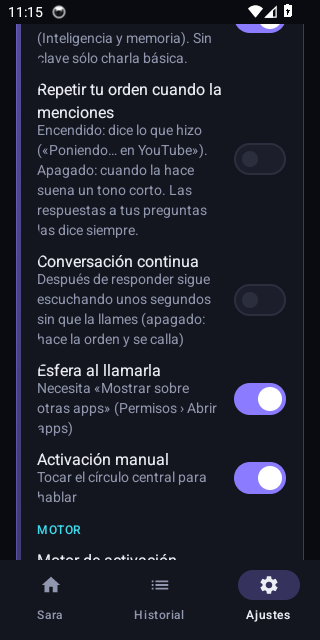 11:15
(Inteligencia y memoria). Sin
clave sólo charla básica.
Repetir tu orden cuando la
menciones
Encendido: dice lo que hizo
(«Poniendo... en YouTube»).
Apagado: cuando la hace
suena un tono corto. Las
respuestas a tus preguntas
las dice siempre.
Conversación continua
Después de responder sigue
escuchando unos segundos
sin que la llames (apagado:
hace la orden y se calla)
Esfera al llamarla
Necesita «Mostrar sobre
otras apps» (Permisos › Abrir
apps)
Activación manual
Tocar el círculo central para
hablar
MOTOR
Motor de activación
Sara
Historial
Ajustes